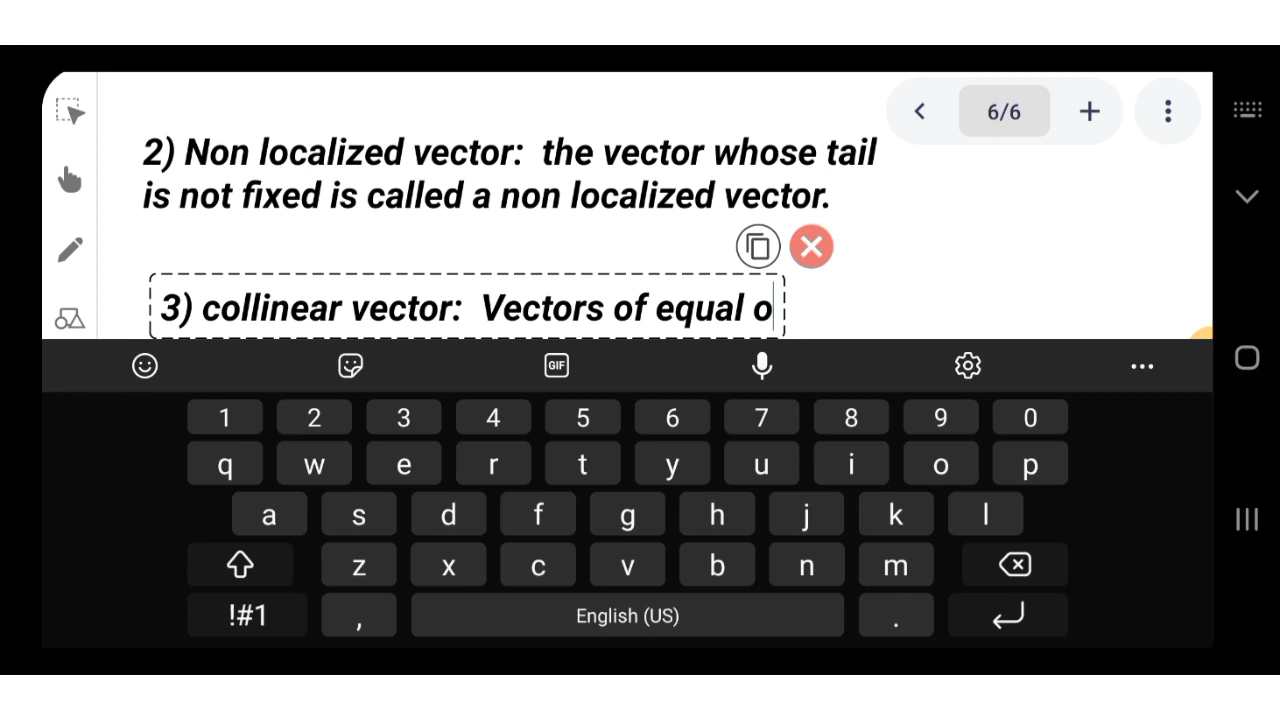 6/6
2) Non localized vector: the vector whose tail
is not fixed is called a non localized vector.
3) collinear vector: Vectors of equal o
GIF
1 2 3 4 5 6 7 8 9 0
q w e r t y u i o p
a s d f g h j k l
z x c v b n m
!#1 , English (US) .